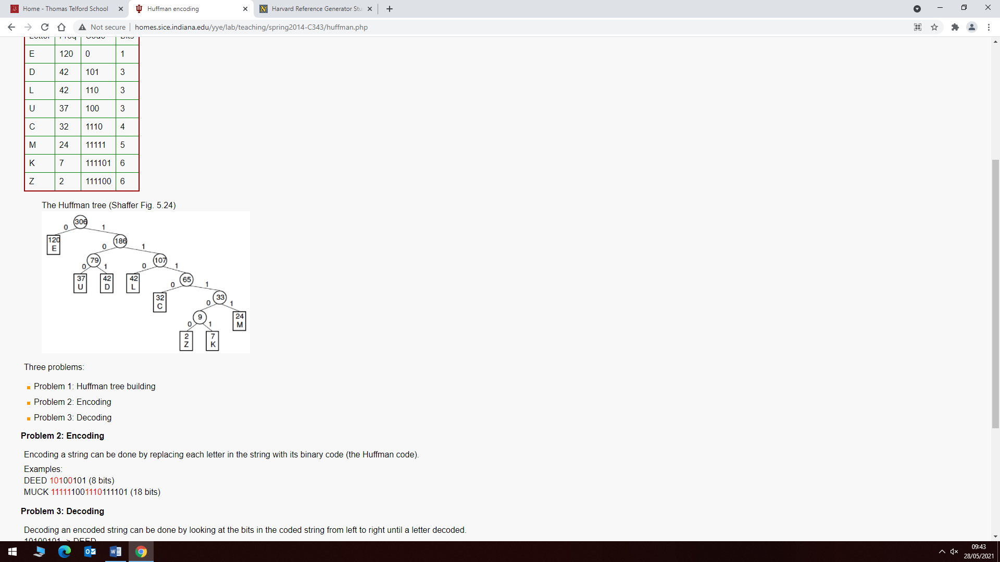 Home - Thomas Telford School
Huffman encoding
Harvard Reference Generator Stu
Not secure
homes.sice.indiana.edu/yye/lab/teaching/spring2014-C343/huffman.php
Letter Freq Code Bits
E 120 0 1
D 42 101 3
L 42 110 3
U 37 100 3
C 32 1110 4
M 24 11111 5
K 7 111101 6
Z 2 111100 6
The Huffman tree (Shaffer Fig. 5.24)
306
0 1
120 186
E 0 1
79 107
0 1 0 1
37 42 42 65
U D L 0 1
32 33
C 0 1
9 24
0 1 M
2 7
Z K
Three problems:
Problem 1: Huffman tree building
Problem 2: Encoding
Problem 3: Decoding
Problem 2: Encoding
Encoding a string can be done by replacing each letter in the string with its binary code (the Huffman code).
Examples:
DEED 10100101 (8 bits)
MUCK 111111001110111101 (18 bits)
Problem 3: Decoding
Decoding an encoded string can be done by looking at the bits in the coded string from left to right until a letter decoded.
10100101 -> DEED
09:43
28/05/2021